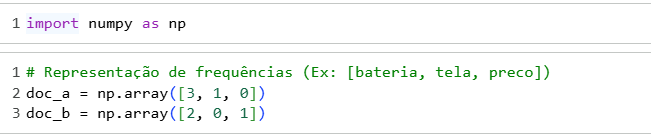 1 import numpy as np
1 # Representação de frequências (Ex: [bateria, tela, preco])
2 doc_a = np.array([3, 1, 0])
3 doc_b = np.array([2, 0, 1])